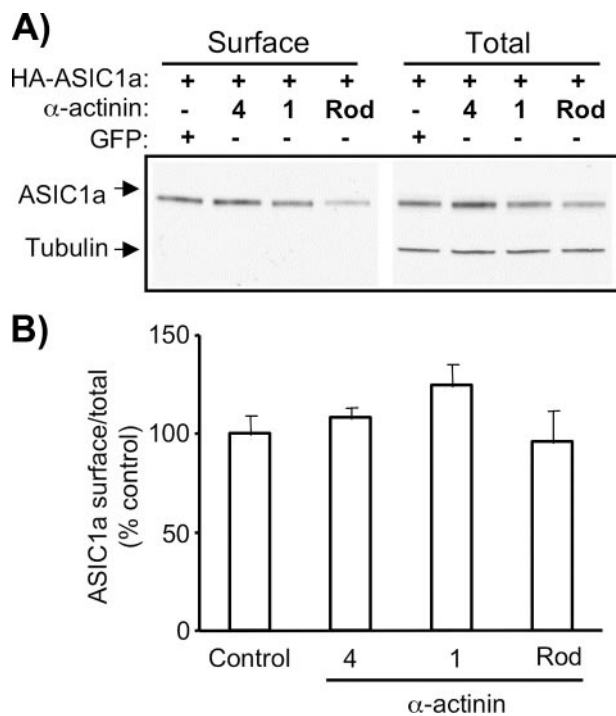 A)
Surface Total
HA-ASIC1a: + + + + + + + +
α-actinin: - 4 1 Rod - 4 1 Rod
GFP: + - - - + - - -
ASIC1a
Tubulin
B)
150
100
50
0
ASIC1a surface/total
(% control)
Control 4 1 Rod
α-actinin